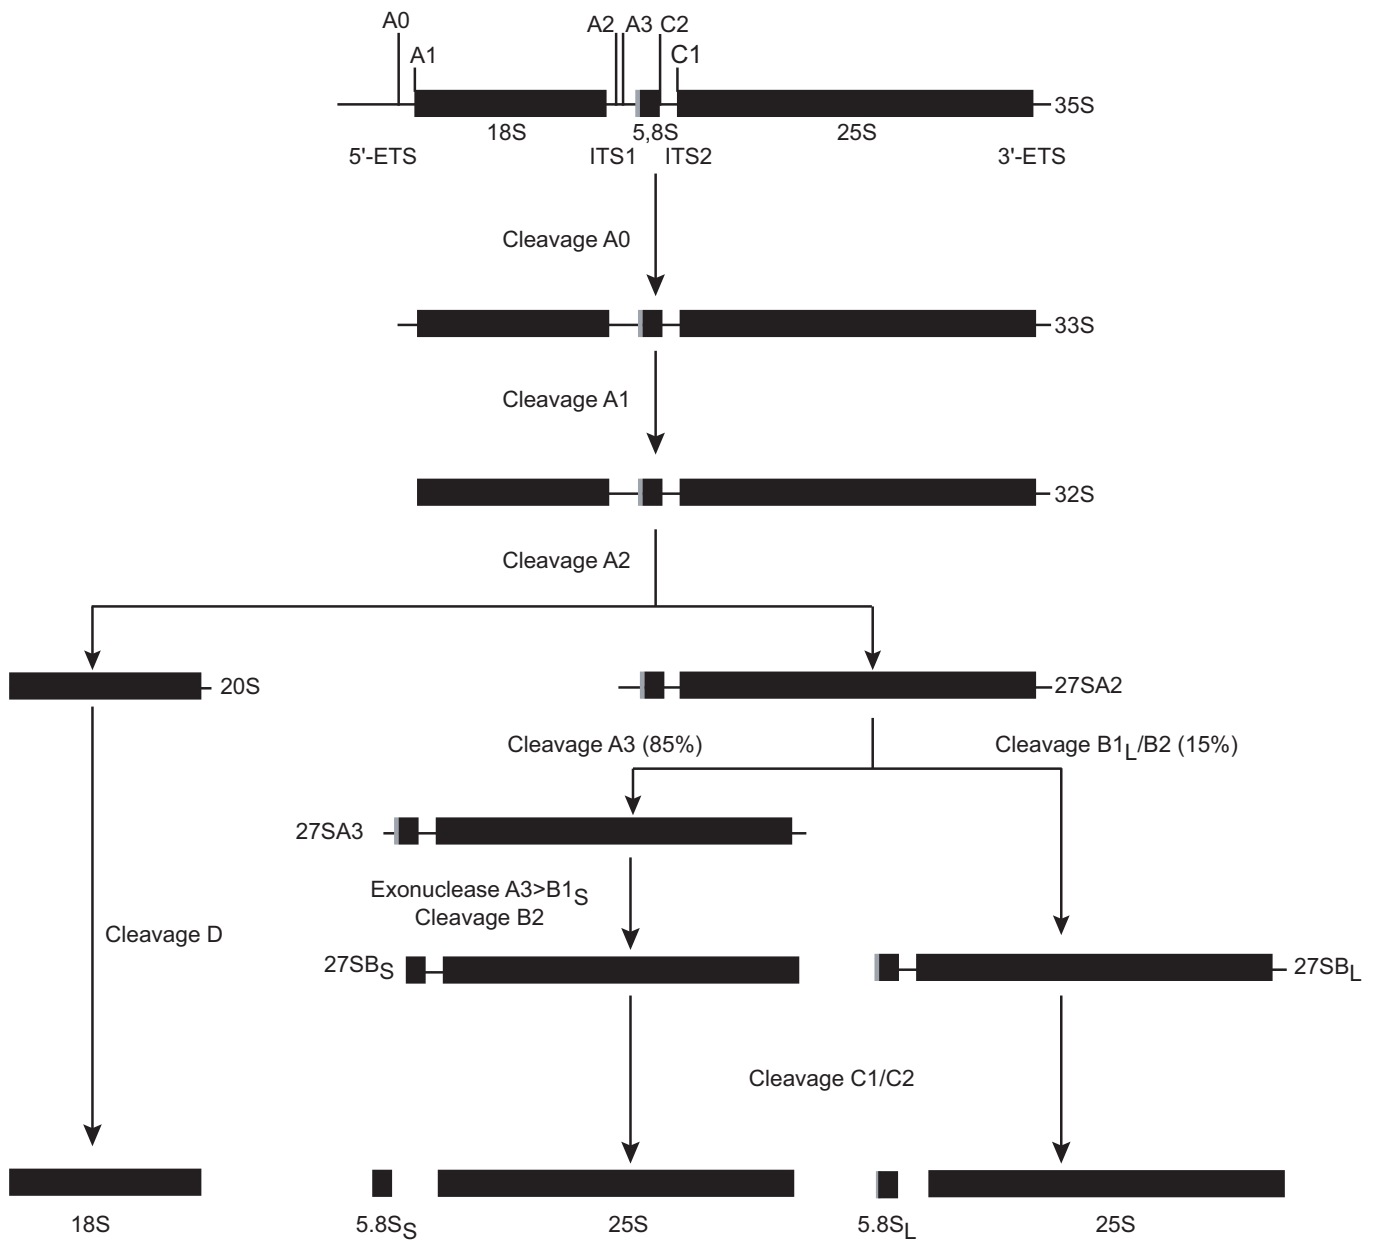 A0
A2 A3 C2
A1 C1
35S
18S 5,8S 25S
5'-ETS ITS1 ITS2 3'-ETS
Cleavage A0
33S
Cleavage A1
32S
Cleavage A2
20S 27SA2
Cleavage A3 (85%) Cleavage B1L/B2 (15%)
27SA3
Exonuclease A3>B1S
Cleavage B2
Cleavage D
27SBS 27SBL
Cleavage C1/C2
18S 5.8SS 25S 5.8SL 25S